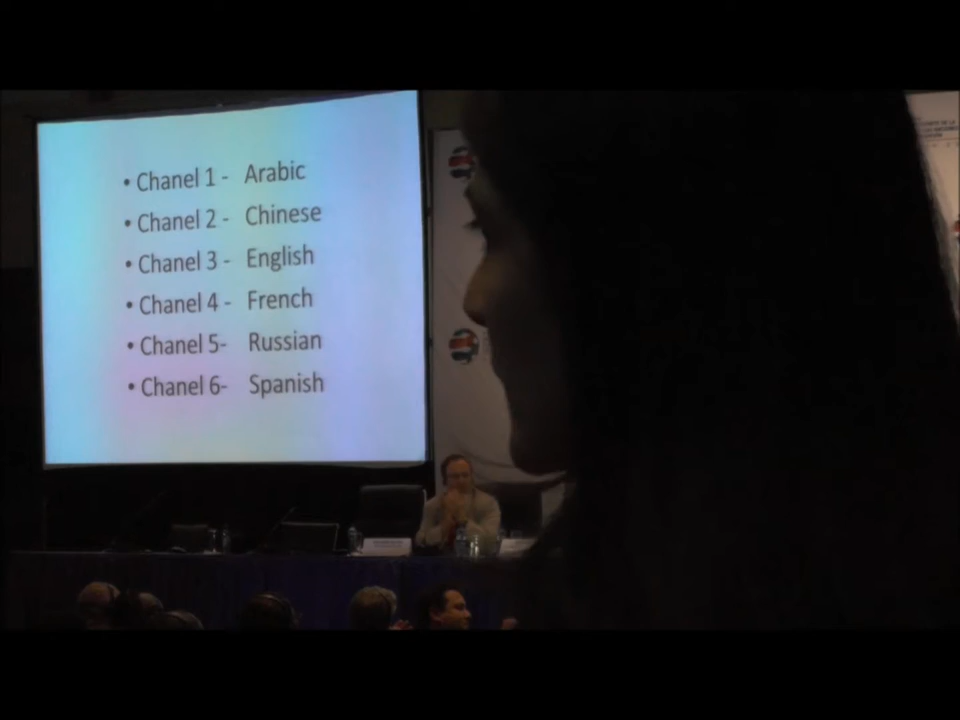 • Chanel 1 - Arabic
• Chanel 2 - Chinese
• Chanel 3 - English
• Chanel 4 - French
• Chanel 5- Russian
• Chanel 6- Spanish